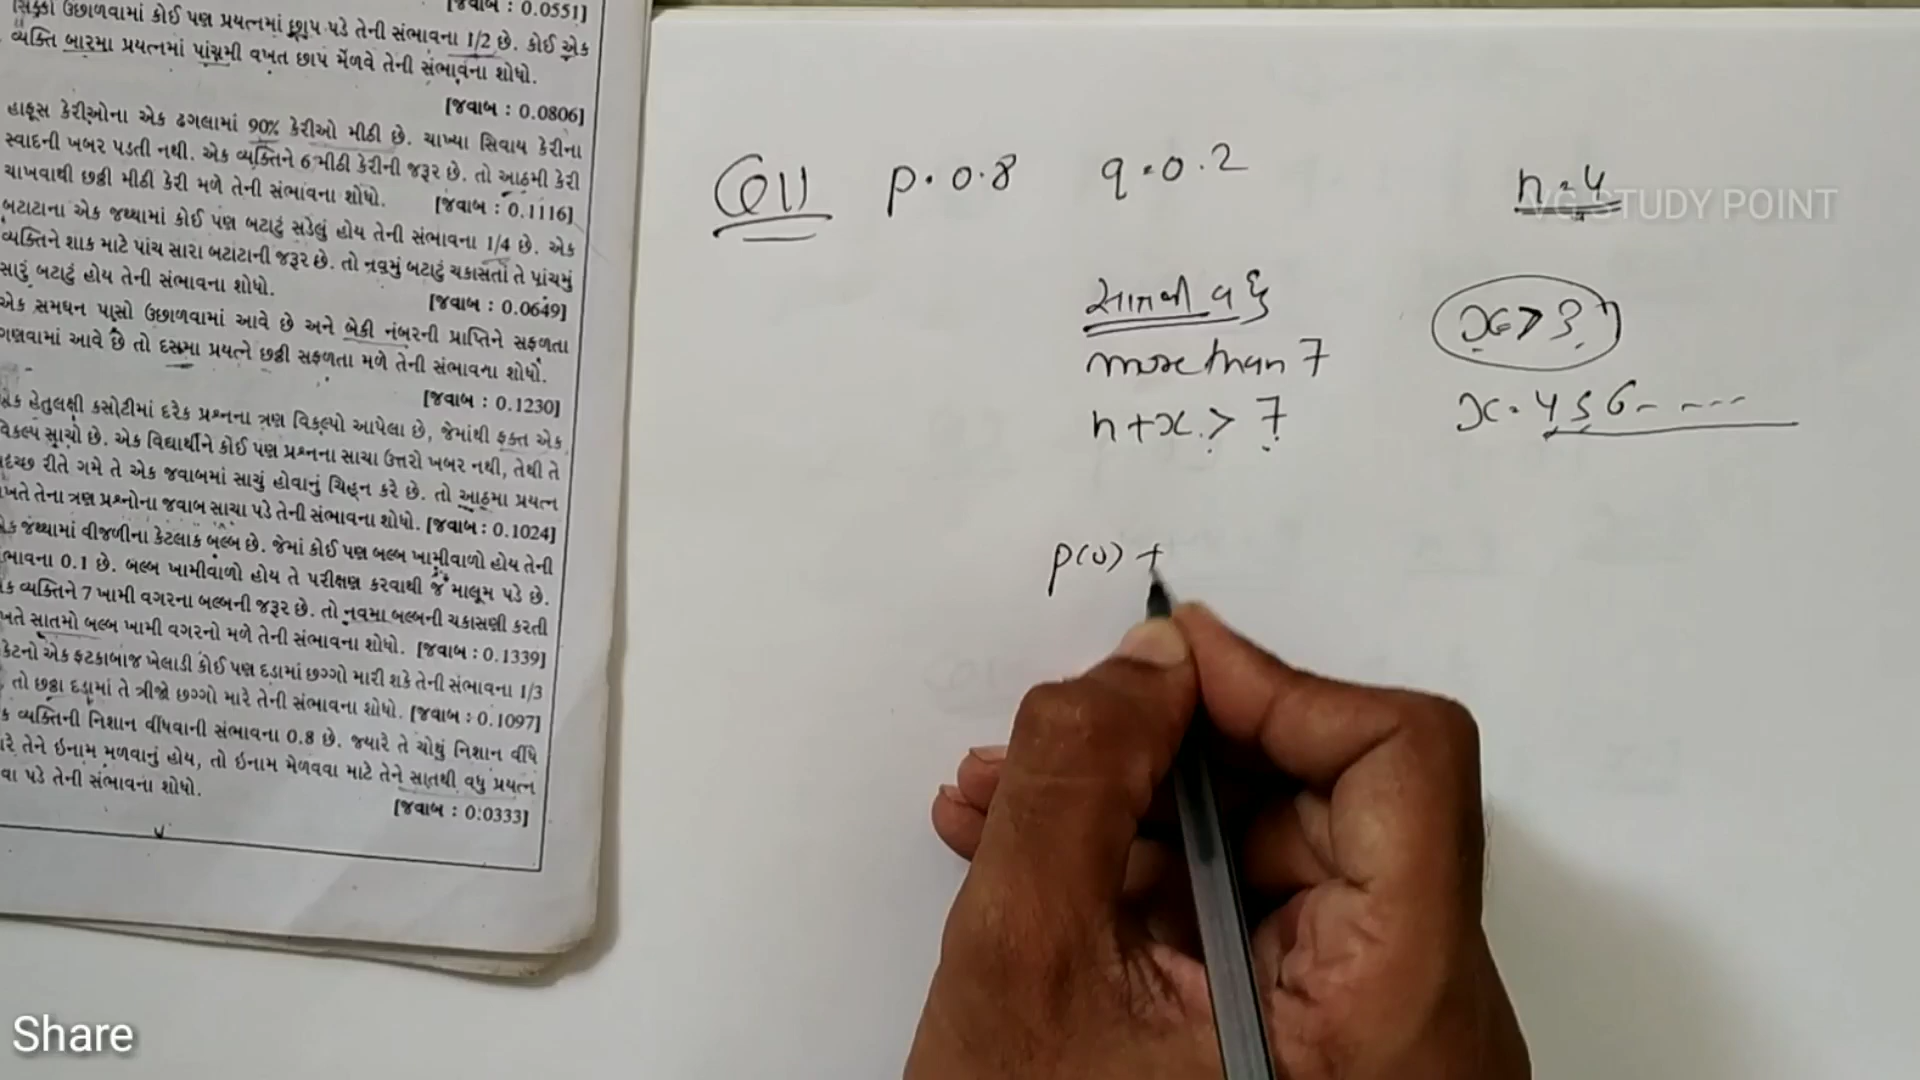 [જવાબ : 0.0551]
સિક્કો ઉછાળવામાં કોઈ પણ પ્રયત્નમાં છાપ પડે તેની સંભાવના 1/2 છે. કોઈ એક
વ્યક્તિ બારમા પ્રયત્નમાં પાંચમી વખત છાપ મેળવે તેની સંભાવના શોધો.
[જવાબ : 0.0806]
હાફૂસ કેરીઓના એક ઢગલામાં 90% કેરીઓ મીઠી છે. ચાખ્યા સિવાય કેરીના
સ્વાદની ખબર પડતી નથી. એક વ્યક્તિને 6 મીઠી કેરીની જરૂર છે. તો આઠમી કેરી
ચાખવાથી છઠ્ઠી મીઠી કેરી મળે તેની સંભાવના શોધો. [જવાબ : 0.1116]
બટાટાના એક જથ્થામાં કોઈ પણ બટાટું સડેલું હોય તેની સંભાવના 1/4 છે. એક
વ્યક્તિને શાક માટે પાંચ સારા બટાટાની જરૂર છે. તો નવમું બટાટું ચકાસતાં તે પાંચમું
સારું બટાટું હોય તેની સંભાવના શોધો. [જવાબ : 0.0649]
એક સમઘન પાસો ઉછાળવામાં આવે છે અને બેકી નંબરની પ્રાપ્તિને સફળતા
ગણવામાં આવે છે તો દસમા પ્રયત્ને છઠ્ઠી સફળતા મળે તેની સંભાવના શોધો.
[જવાબ : 0.1230]
એક હેતુલક્ષી કસોટીમાં દરેક પ્રશ્નના ત્રણ વિકલ્પો આપેલા છે, જેમાંથી ફક્ત એક
વિકલ્પ સાચો છે. એક વિદ્યાર્થીને કોઈ પણ પ્રશ્નના સાચા ઉત્તરો ખબર નથી, તેથી તે
યદચ્છ રીતે ગમે તે એક જવાબમાં સાચું હોવાનું ચિહ્ન કરે છે. તો આઠમા પ્રયત્ન
વખતે તેના ત્રણ પ્રશ્નોના જવાબ સાચા પડે તેની સંભાવના શોધો. [જવાબ : 0.1024]
એક જથ્થામાં વીજળીના કેટલાક બલ્બ છે. જેમાં કોઈ પણ બલ્બ ખામીવાળો હોય તેની
ભાવના 0.1 છે. બલ્બ ખામીવાળો હોય તે પરીક્ષણ કરવાથી જ માલૂમ પડે છે.
ક વ્યક્તિને 7 ખામી વગરના બલ્બની જરૂર છે. તો નવમા બલ્બની ચકાસણી કરતી
ખતે સાતમો બલ્બ ખામી વગરનો મળે તેની સંભાવના શોધો. [જવાબ : 0.1339]
કેટનો એક ફટકાબાજ ખેલાડી કોઈ પણ દડામાં છગ્ગો મારી શકે તેની સંભાવના 1/3
તો છઠ્ઠા દડામાં તે ત્રીજો છગ્ગો મારે તેની સંભાવના શોધો. [જવાબ : 0.1097]
ક વ્યક્તિની નિશાન વીંધવાની સંભાવના 0.8 છે. જ્યારે તે ચોથું નિશાન વીંધે
રે તેને ઇનામ મળવાનું હોય, તો ઇનામ મેળવવા માટે તેને સાતથી વધુ પ્રયત્ન
વા પડે તેની સંભાવના શોધો.
[જવાબ : 0.0333]
Q11 p = 0.8 q = 0.2 n = 4
VG STUDY POINT
સાતથી વધુ
more than 7
n + x > 7
x > 3
x = 4 5 6 - - - -
p(0) +
Share